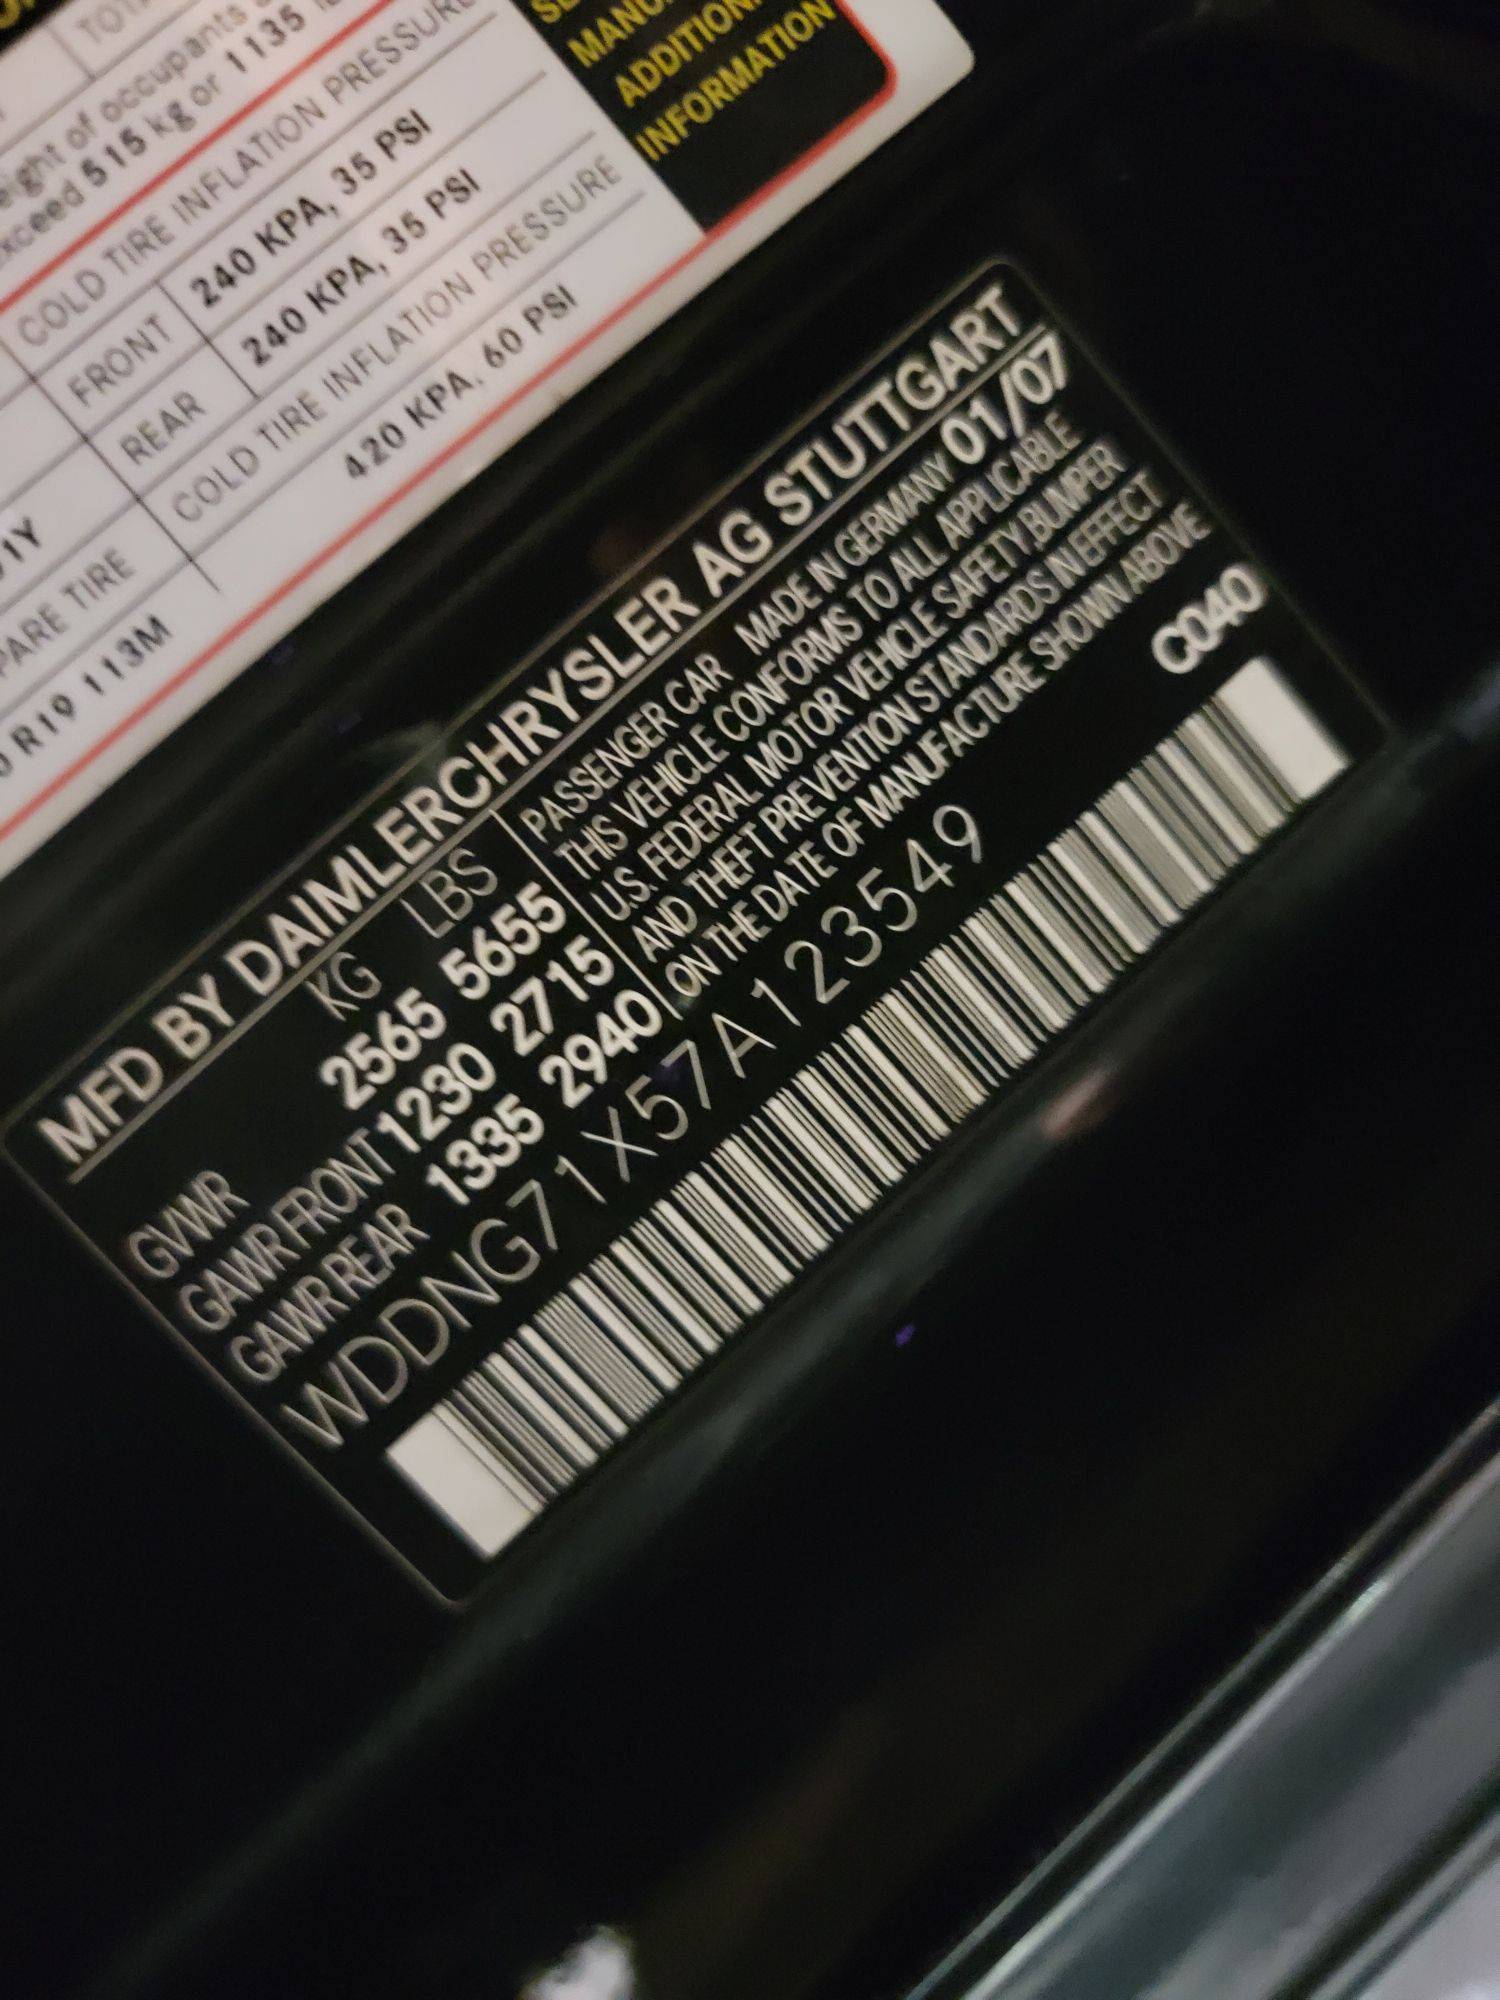 eight of occupants
exceed 515 kg or 1135
COLD TIRE INFLATION PRESSURE
FRONT 240 KPA, 35 PSI
REAR 240 KPA, 35 PSI
COLD TIRE INFLATION PRESSURE
420 KPA, 60 PSI
1Y
PARE TIRE
R19 113M
MANU
ADDITION
INFORMATION
MFD BY DAIMLERCHRYSLER AG STUTTGART
KG LBS
GVWR 2565 5655
GAWR FRONT 1230 2715
GAWR REAR 1335 2940
PASSENGER CAR MADE IN GERMANY 01/07
THIS VEHICLE CONFORMS TO ALL APPLICABLE
U.S. FEDERAL MOTOR VEHICLE SAFETY,BUMPER
AND THEFT PREVENTION STANDARDS IN EFFECT
ON THE DATE OF MANUFACTURE SHOWN ABOVE
WDDNG71X57A123549
C040